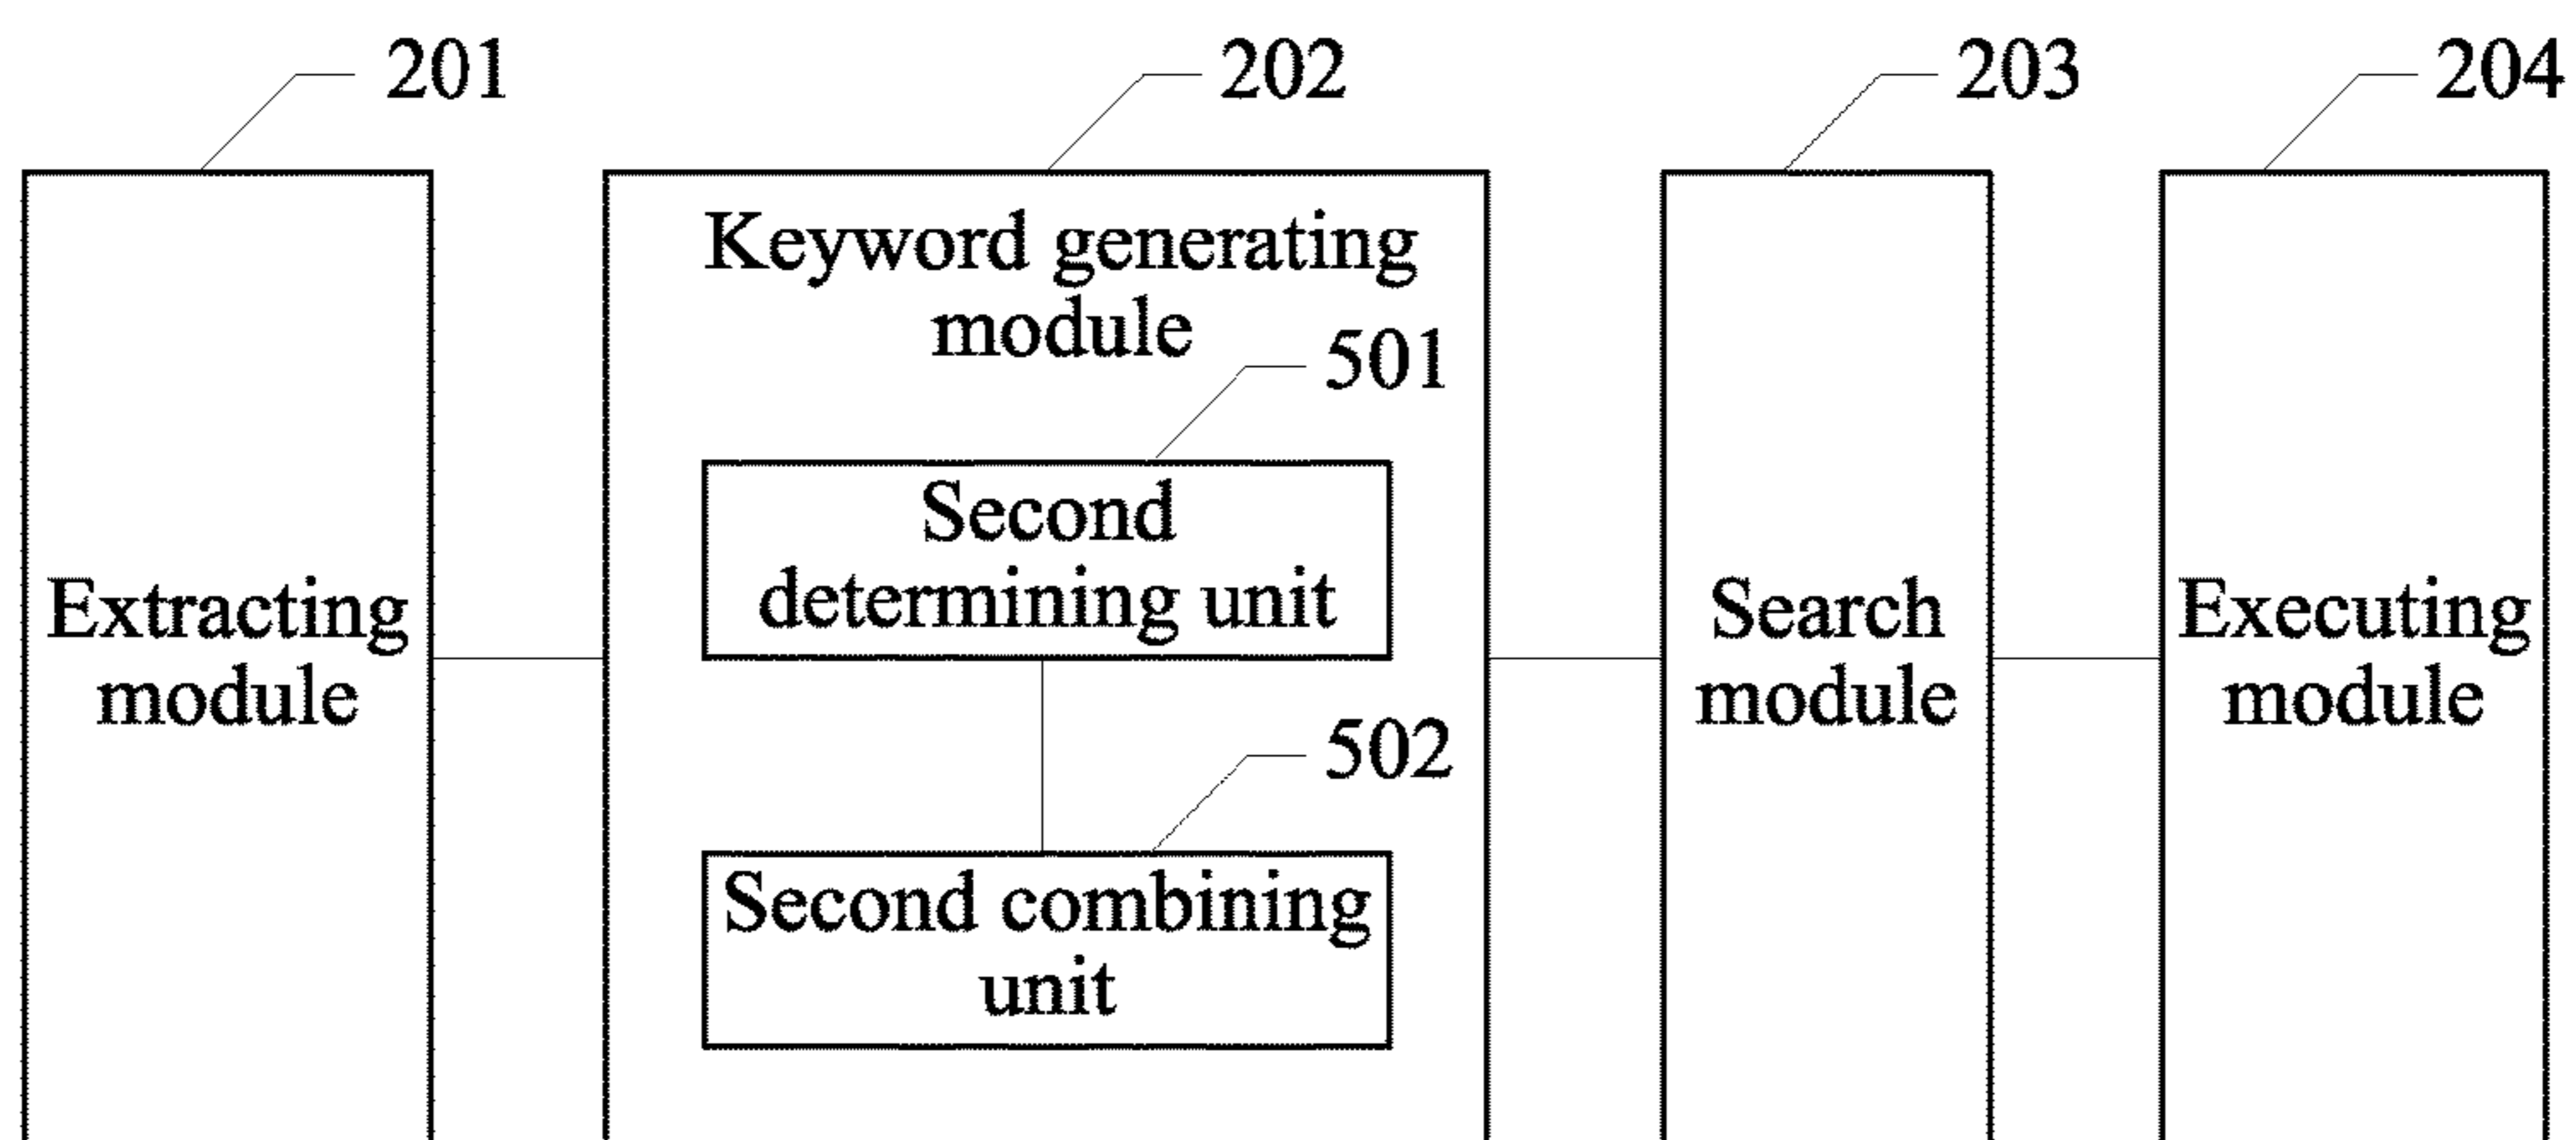 201
202
203
204
Extracting
module
Keyword generating
module
501
Second
determining unit
502
Second combining
unit
Search
module
Executing
module